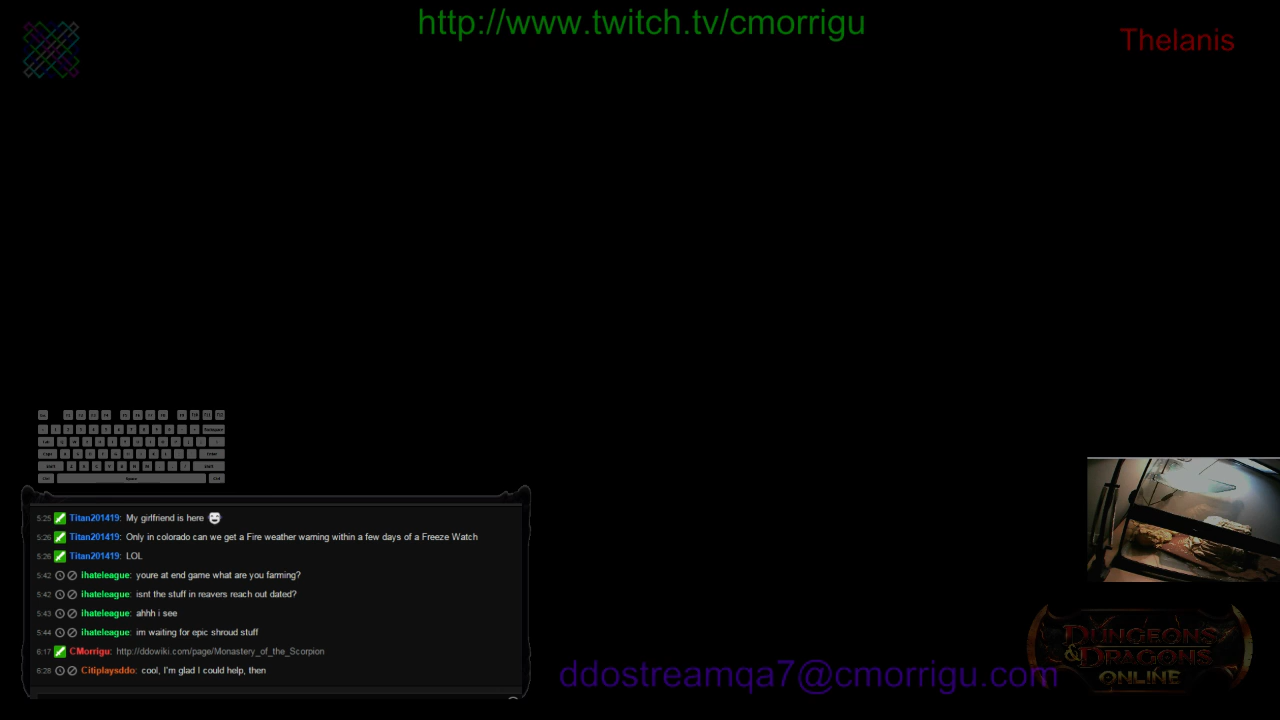 http://www.twitch.tv/cmorrigu
Thelanis
5:25 Titan201419: My girlfriend is here
5:26 Titan201419: Only in colorado can we get a Fire weather warning within a few days of a Freeze Watch
5:26 Titan201419: LOL
5:42 ihateleague: youre at end game what are you farming?
5:42 ihateleague: isnt the stuff in reavers reach out dated?
5:43 ihateleague: ahhh i see
5:44 ihateleague: im waiting for epic shroud stuff
6:17 CMorrigu: http://ddowiki.com/page/Monastery_of_the_Scorpion
6:28 Citiplaysddo: cool, I'm glad I could help, then
ddostreamqa7@cmorrigu.com
DUNGEONS
& DRAGONS
ONLINE